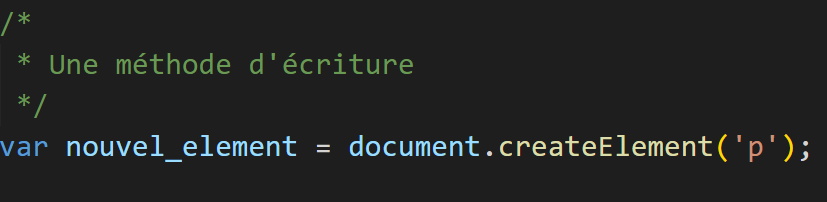 /*
 * Une méthode d'écriture
 */
var nouvel_element = document.createElement('p');